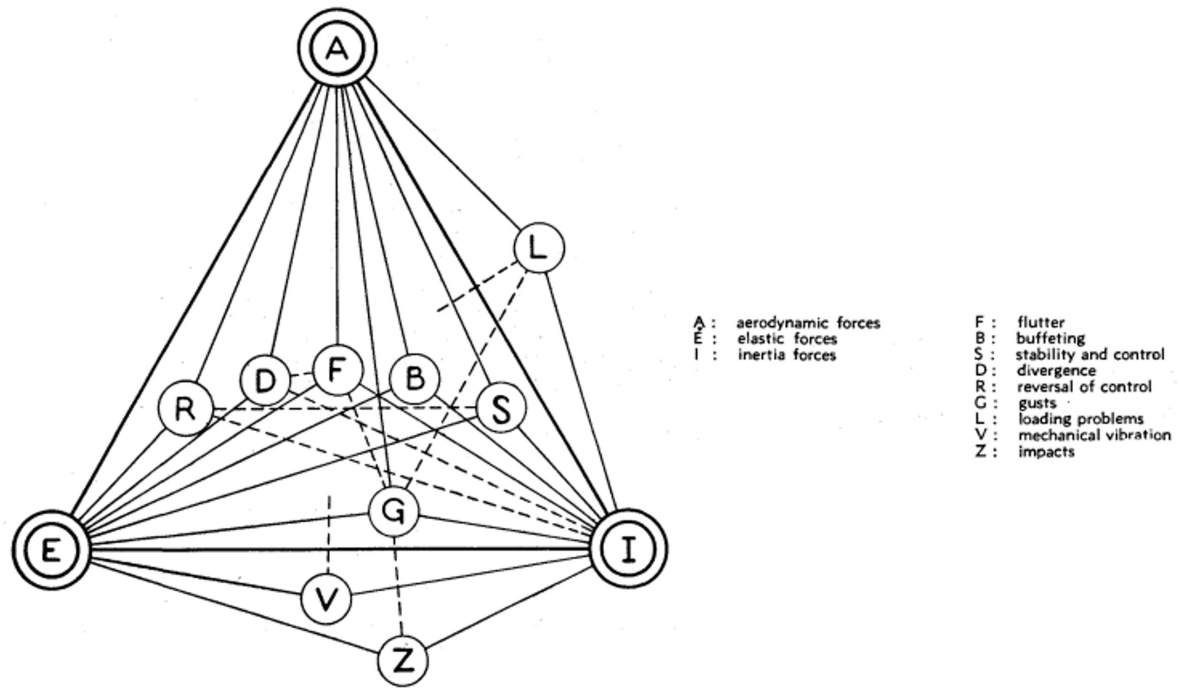 A
L
D
F
B
R
S
G
E
I
V
Z
A : aerodynamic forces
É : elastic forces
I : inertia forces
F : flutter
B : buffeting
S : stability and control
D : divergence
R : reversal of control
G : gusts
L : loading problems
V : mechanical vibration
Z : impacts